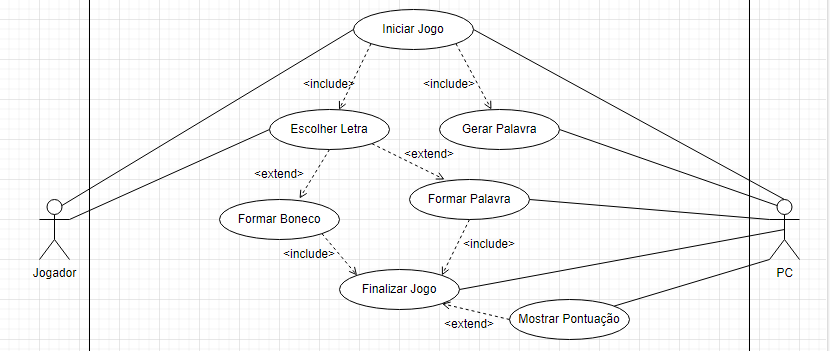 Iniciar Jogo
<include>
<include>
Escolher Letra
Gerar Palavra
<extend>
<extend>
Formar Palavra
Formar Boneco
<include>
<include>
Jogador
PC
Finalizar Jogo
Mostrar Pontuação
<extend>